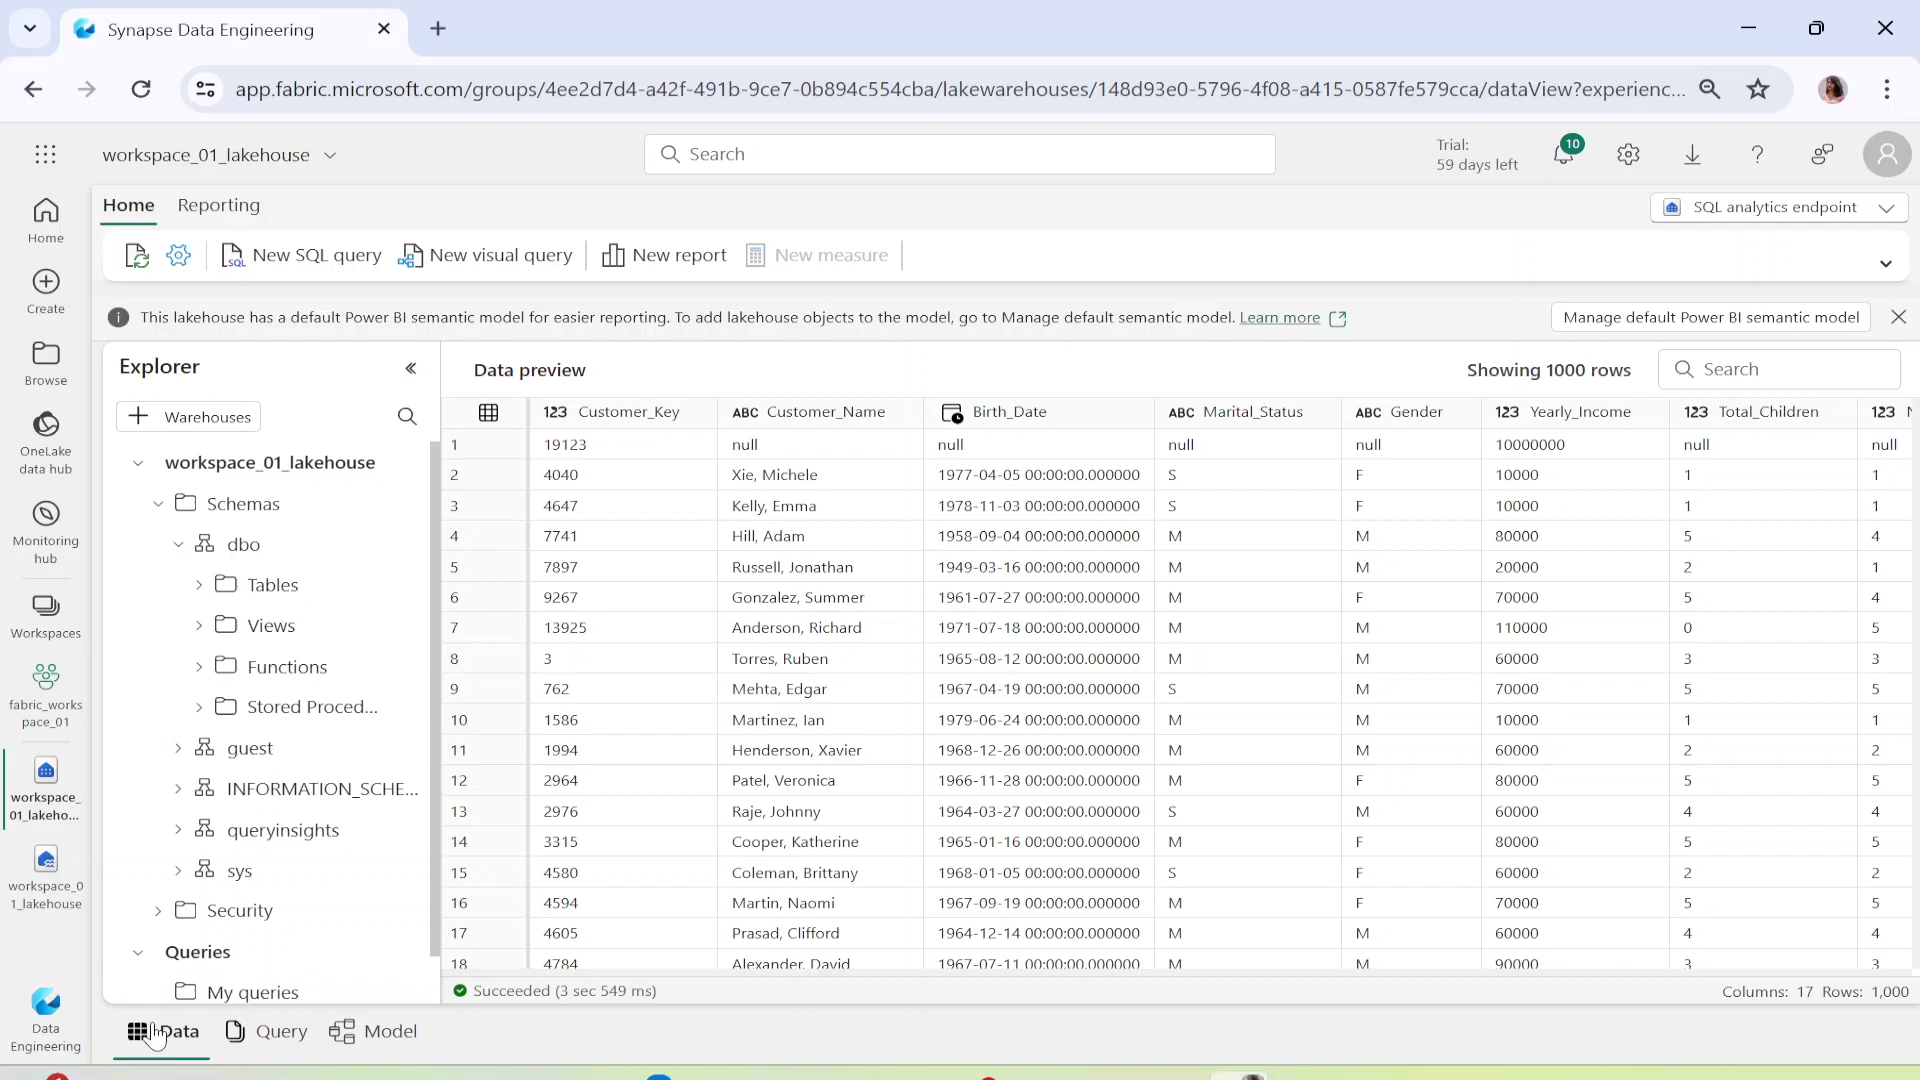 Synapse Data Engineering
app.fabric.microsoft.com/groups/4ee2d7d4-a42f-491b-9ce7-0b894c554cba/lakewarehouses/148d93e0-5796-4f08-a415-0587fe579cca/dataView?experienc...
workspace_01_lakehouse
Search
Trial:
59 days left
10
Home Reporting
SQL analytics endpoint
SQL New SQL query New visual query New report New measure
This lakehouse has a default Power BI semantic model for easier reporting. To add lakehouse objects to the model, go to Manage default semantic model. Learn more
Manage default Power BI semantic model
Home
Create
Browse
OneLake
data hub
Monitoring
hub
Workspaces
fabric_works
pace_01
workspace_
01_lakeho...
workspace_0
1_lakehouse
Data
Engineering
Explorer
Warehouses
workspace_01_lakehouse
Schemas
dbo
Tables
Views
Functions
Stored Proced...
guest
INFORMATION_SCHE...
queryinsights
sys
Security
Queries
My queries
Data preview Showing 1000 rows Search
123 Customer_Key ABC Customer_Name Birth_Date ABC Marital_Status ABC Gender 123 Yearly_Income 123 Total_Children 123
1 19123 null null null null 10000000 null null
2 4040 Xie, Michele 1977-04-05 00:00:00.000000 S F 10000 1 1
3 4647 Kelly, Emma 1978-11-03 00:00:00.000000 S F 10000 1 1
4 7741 Hill, Adam 1958-09-04 00:00:00.000000 M M 80000 5 4
5 7897 Russell, Jonathan 1949-03-16 00:00:00.000000 M M 20000 2 1
6 9267 Gonzalez, Summer 1961-07-27 00:00:00.000000 M F 70000 5 4
7 13925 Anderson, Richard 1971-07-18 00:00:00.000000 M M 110000 0 5
8 3 Torres, Ruben 1965-08-12 00:00:00.000000 M M 60000 3 3
9 762 Mehta, Edgar 1967-04-19 00:00:00.000000 S M 70000 5 5
10 1586 Martinez, Ian 1979-06-24 00:00:00.000000 M M 10000 1 1
11 1994 Henderson, Xavier 1968-12-26 00:00:00.000000 M M 60000 2 2
12 2964 Patel, Veronica 1966-11-28 00:00:00.000000 M F 80000 5 5
13 2976 Raje, Johnny 1964-03-27 00:00:00.000000 S M 60000 4 4
14 3315 Cooper, Katherine 1965-01-16 00:00:00.000000 M F 80000 5 5
15 4580 Coleman, Brittany 1968-01-05 00:00:00.000000 S F 60000 2 2
16 4594 Martin, Naomi 1967-09-19 00:00:00.000000 M F 70000 5 5
17 4605 Prasad, Clifford 1964-12-14 00:00:00.000000 M M 60000 4 4
18 4784 Alexander, David 1967-07-11 00:00:00.000000 M M 90000 3 3
Succeeded (3 sec 549 ms) Columns: 17 Rows: 1,000
Data Query Model